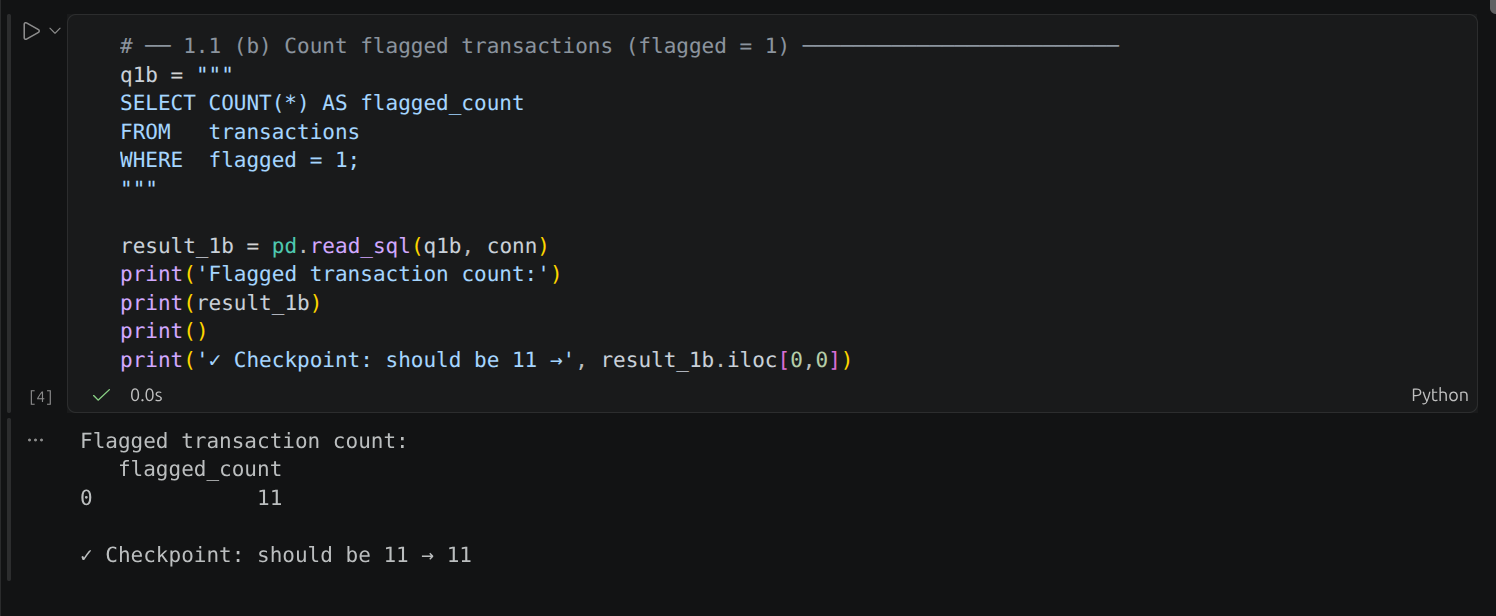 # ── 1.1 (b) Count flagged transactions (flagged = 1) ─────────────────────────
q1b = """
SELECT COUNT(*) AS flagged_count
FROM   transactions
WHERE  flagged = 1;
"""

result_1b = pd.read_sql(q1b, conn)
print('Flagged transaction count:')
print(result_1b)
print()
print('✓ Checkpoint: should be 11 →', result_1b.iloc[0,0])
[4] ✓ 0.0s Python
... Flagged transaction count:
   flagged_count
0             11

✓ Checkpoint: should be 11 → 11